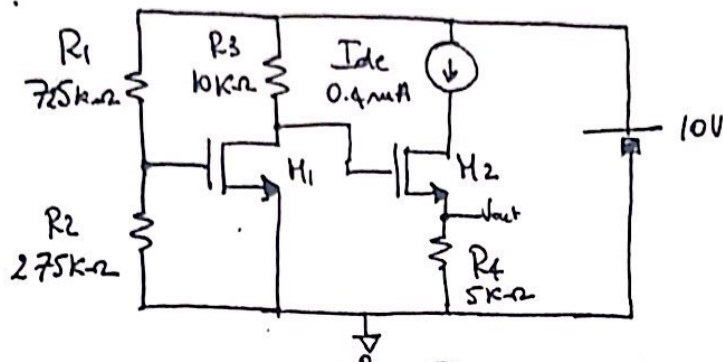 R1
725KΩ
R3
10KΩ
Idc
0.4mA
M1
M2
10V
Vout
R2
275KΩ
R4
5KΩ